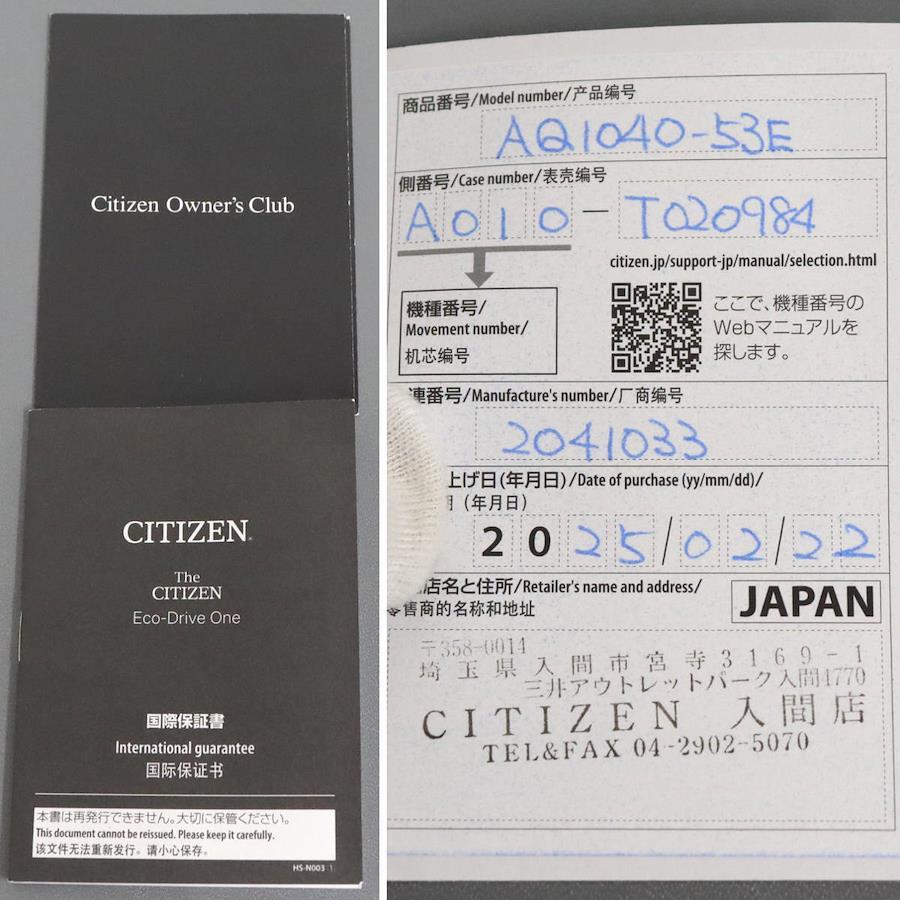 Citizen Owner's Club
CITIZEN
The
CITIZEN
Eco-Drive One
国際保証書
International guarantee
国际保证书
本書は再発行できません。大切に保管ください。
This document cannot be reissued. Please keep it carefully.
该文件无法重新发行。请小心保存。
HS-N003
商品番号/Model number/产品编号
AQ1040-53E
側番号/Case number/表壳编号
A010-T020984
citizen.jp/support-jp/manual/selection.html
機種番号/
Movement number/
机芯编号
ここで、機種番号の
Webマニュアルを
探します。
連番号/Manufacture's number/厂商编号
2041033
上げ日(年月日)/Date of purchase (yy/mm/dd)/
(年月日)
2025/02/22
店名と住所/Retailer's name and address/
零售商的名称和地址
JAPAN
〒358-0014
埼玉県入間市宮寺3169-1
三井アウトレットパーク入間4770
CITIZEN 入間店
TEL&FAX 04-2902-5070